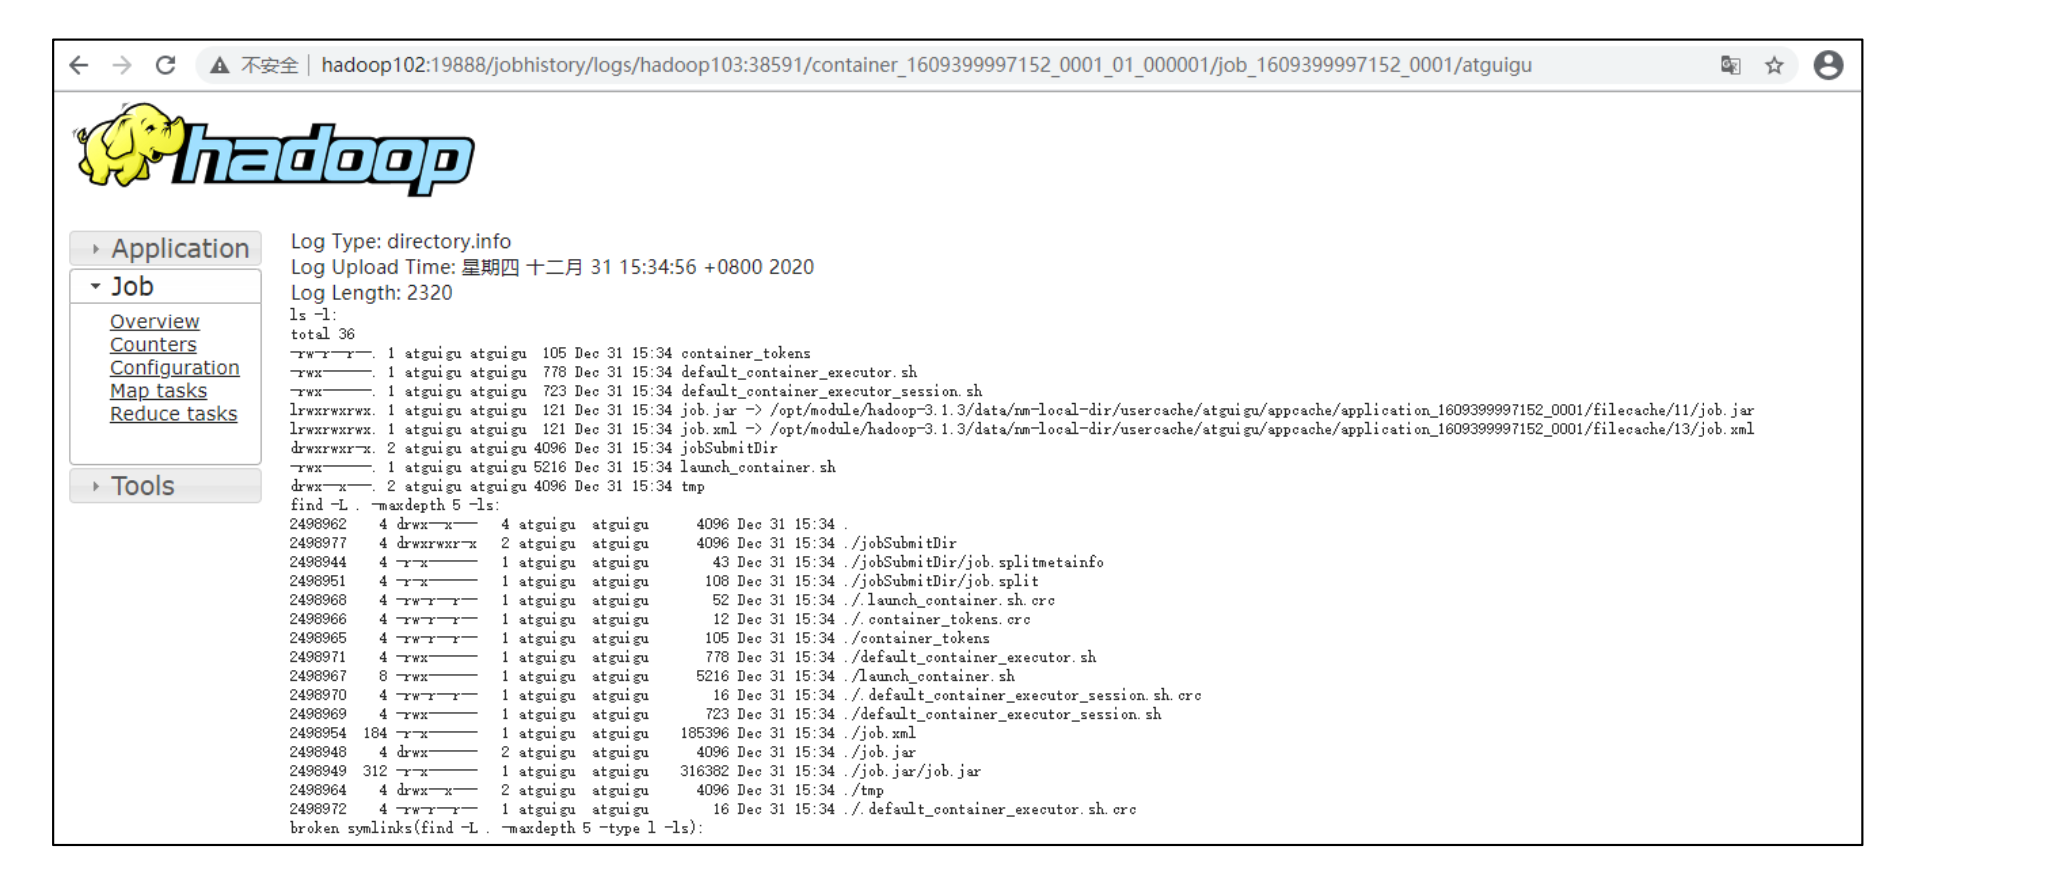 不安全 | hadoop102:19888/jobhistory/logs/hadoop103:38591/container_1609399997152_0001_01_000001/job_1609399997152_0001/atguigu
hadoop
Application
Job
Overview
Counters
Configuration
Map tasks
Reduce tasks
Tools
Log Type: directory.info
Log Upload Time: 星期四 十二月 31 15:34:56 +0800 2020
Log Length: 2320
ls -l:
total 36
-rw-r--r--. 1 atguigu atguigu  105 Dec 31 15:34 container_tokens
-rwx------. 1 atguigu atguigu  778 Dec 31 15:34 default_container_executor.sh
-rwx------. 1 atguigu atguigu  723 Dec 31 15:34 default_container_executor_session.sh
lrwxrwxrwx. 1 atguigu atguigu  121 Dec 31 15:34 job.jar -> /opt/module/hadoop-3.1.3/data/nm-local-dir/usercache/atguigu/appcache/application_1609399997152_0001/filecache/11/job.jar
lrwxrwxrwx. 1 atguigu atguigu  121 Dec 31 15:34 job.xml -> /opt/module/hadoop-3.1.3/data/nm-local-dir/usercache/atguigu/appcache/application_1609399997152_0001/filecache/13/job.xml
drwxrwxr-x. 2 atguigu atguigu 4096 Dec 31 15:34 jobSubmitDir
-rwx------. 1 atguigu atguigu 5216 Dec 31 15:34 launch_container.sh
drwx--x---. 2 atguigu atguigu 4096 Dec 31 15:34 tmp
find -L . -maxdepth 5 -ls:
2498962    4 drwx--x---   4 atguigu  atguigu      4096 Dec 31 15:34 .
2498977    4 drwxrwxr-x   2 atguigu  atguigu      4096 Dec 31 15:34 ./jobSubmitDir
2498944    4 -r-x------   1 atguigu  atguigu        43 Dec 31 15:34 ./jobSubmitDir/job.splitmetainfo
2498951    4 -r-x------   1 atguigu  atguigu       108 Dec 31 15:34 ./jobSubmitDir/job.split
2498968    4 -rw-r--r--   1 atguigu  atguigu        52 Dec 31 15:34 ./.launch_container.sh.crc
2498966    4 -rw-r--r--   1 atguigu  atguigu        12 Dec 31 15:34 ./.container_tokens.crc
2498965    4 -rw-r--r--   1 atguigu  atguigu       105 Dec 31 15:34 ./container_tokens
2498971    4 -rwx------   1 atguigu  atguigu       778 Dec 31 15:34 ./default_container_executor.sh
2498967    8 -rwx------   1 atguigu  atguigu      5216 Dec 31 15:34 ./launch_container.sh
2498970    4 -rw-r--r--   1 atguigu  atguigu        16 Dec 31 15:34 ./.default_container_executor_session.sh.crc
2498969    4 -rwx------   1 atguigu  atguigu       723 Dec 31 15:34 ./default_container_executor_session.sh
2498954  184 -r-x------   1 atguigu  atguigu    185396 Dec 31 15:34 ./job.xml
2498948    4 drwx------   2 atguigu  atguigu      4096 Dec 31 15:34 ./job.jar
2498949  312 -r-x------   1 atguigu  atguigu    316382 Dec 31 15:34 ./job.jar/job.jar
2498964    4 drwx--x---   2 atguigu  atguigu      4096 Dec 31 15:34 ./tmp
2498972    4 -rw-r--r--   1 atguigu  atguigu        16 Dec 31 15:34 ./.default_container_executor.sh.crc
broken symlinks(find -L . -maxdepth 5 -type l -ls):